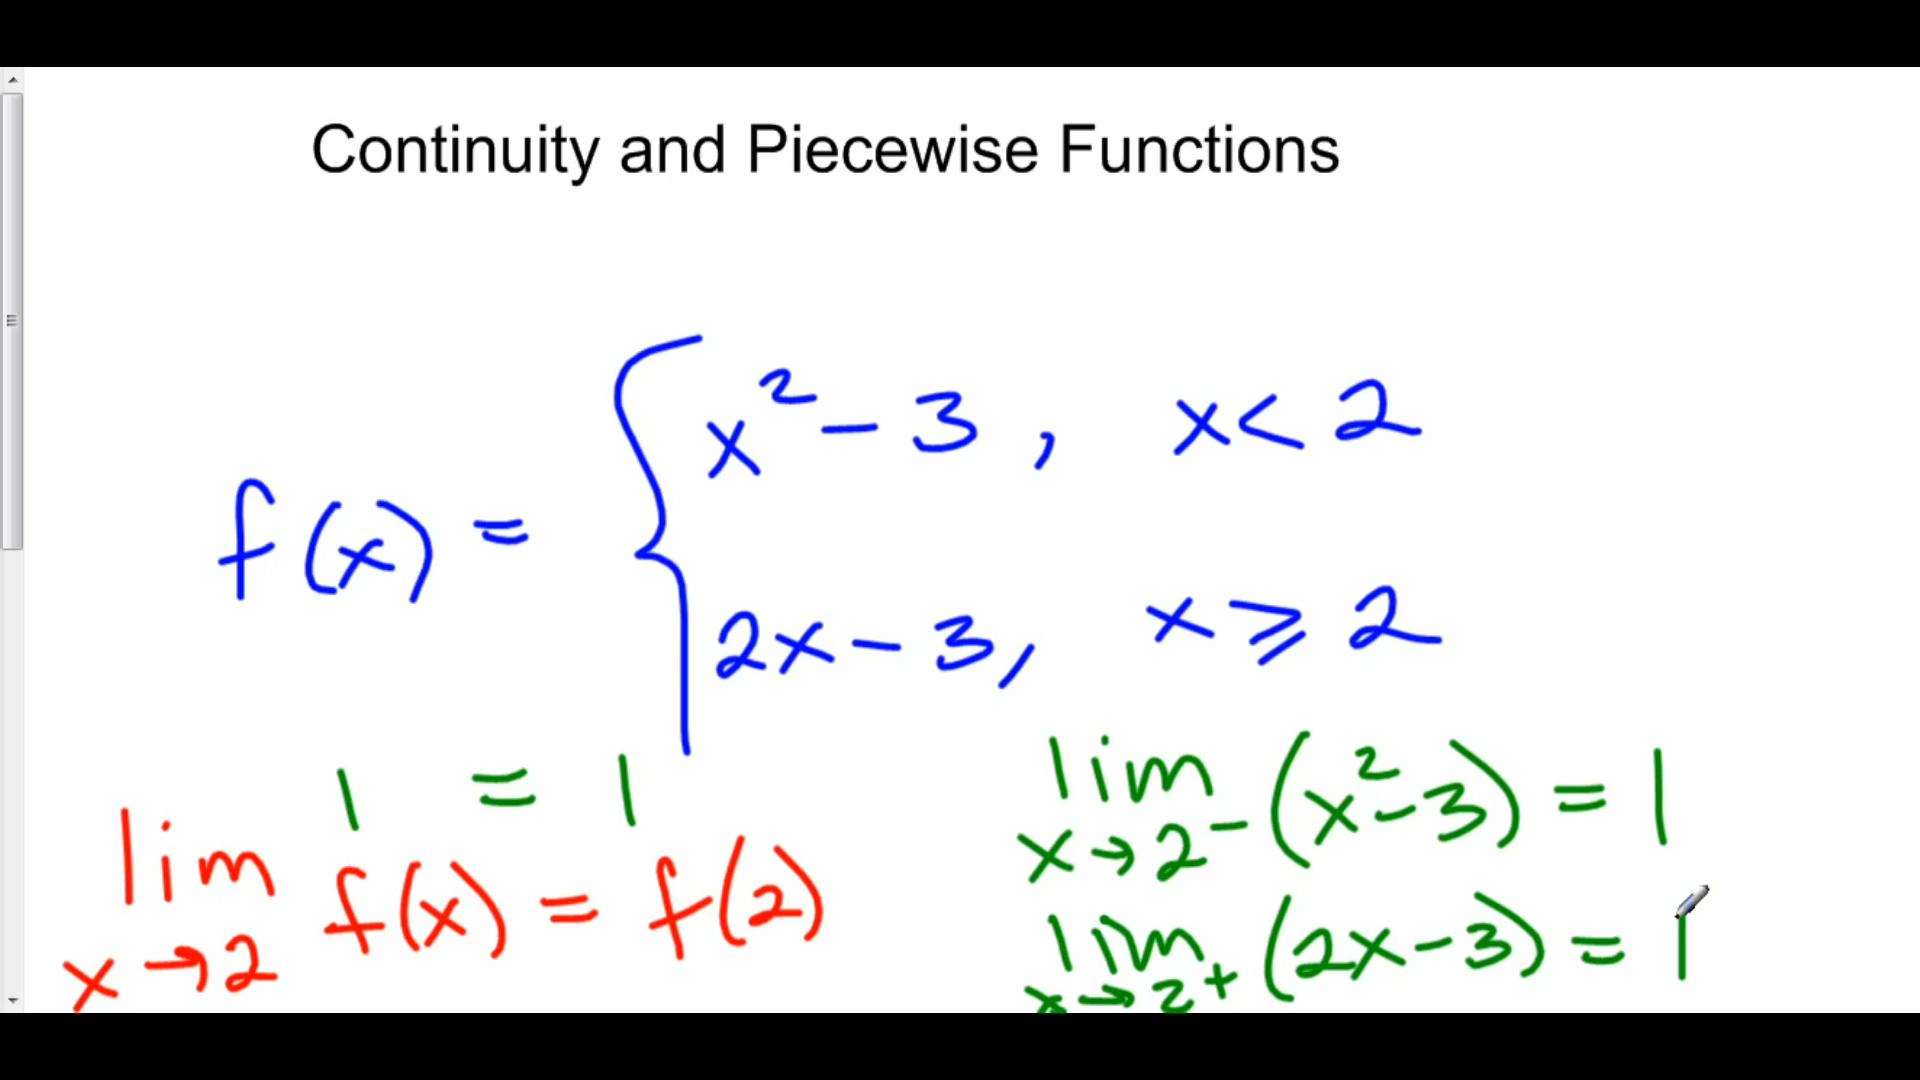 Continuity and Piecewise Functions
f(x) = { x² - 3 , x < 2
2x - 3, x ≥ 2
1 = 1
lim x→2 f(x) = f(2)
lim x→2⁻ (x² - 3) = 1
lim x→2⁺ (2x - 3) = 1